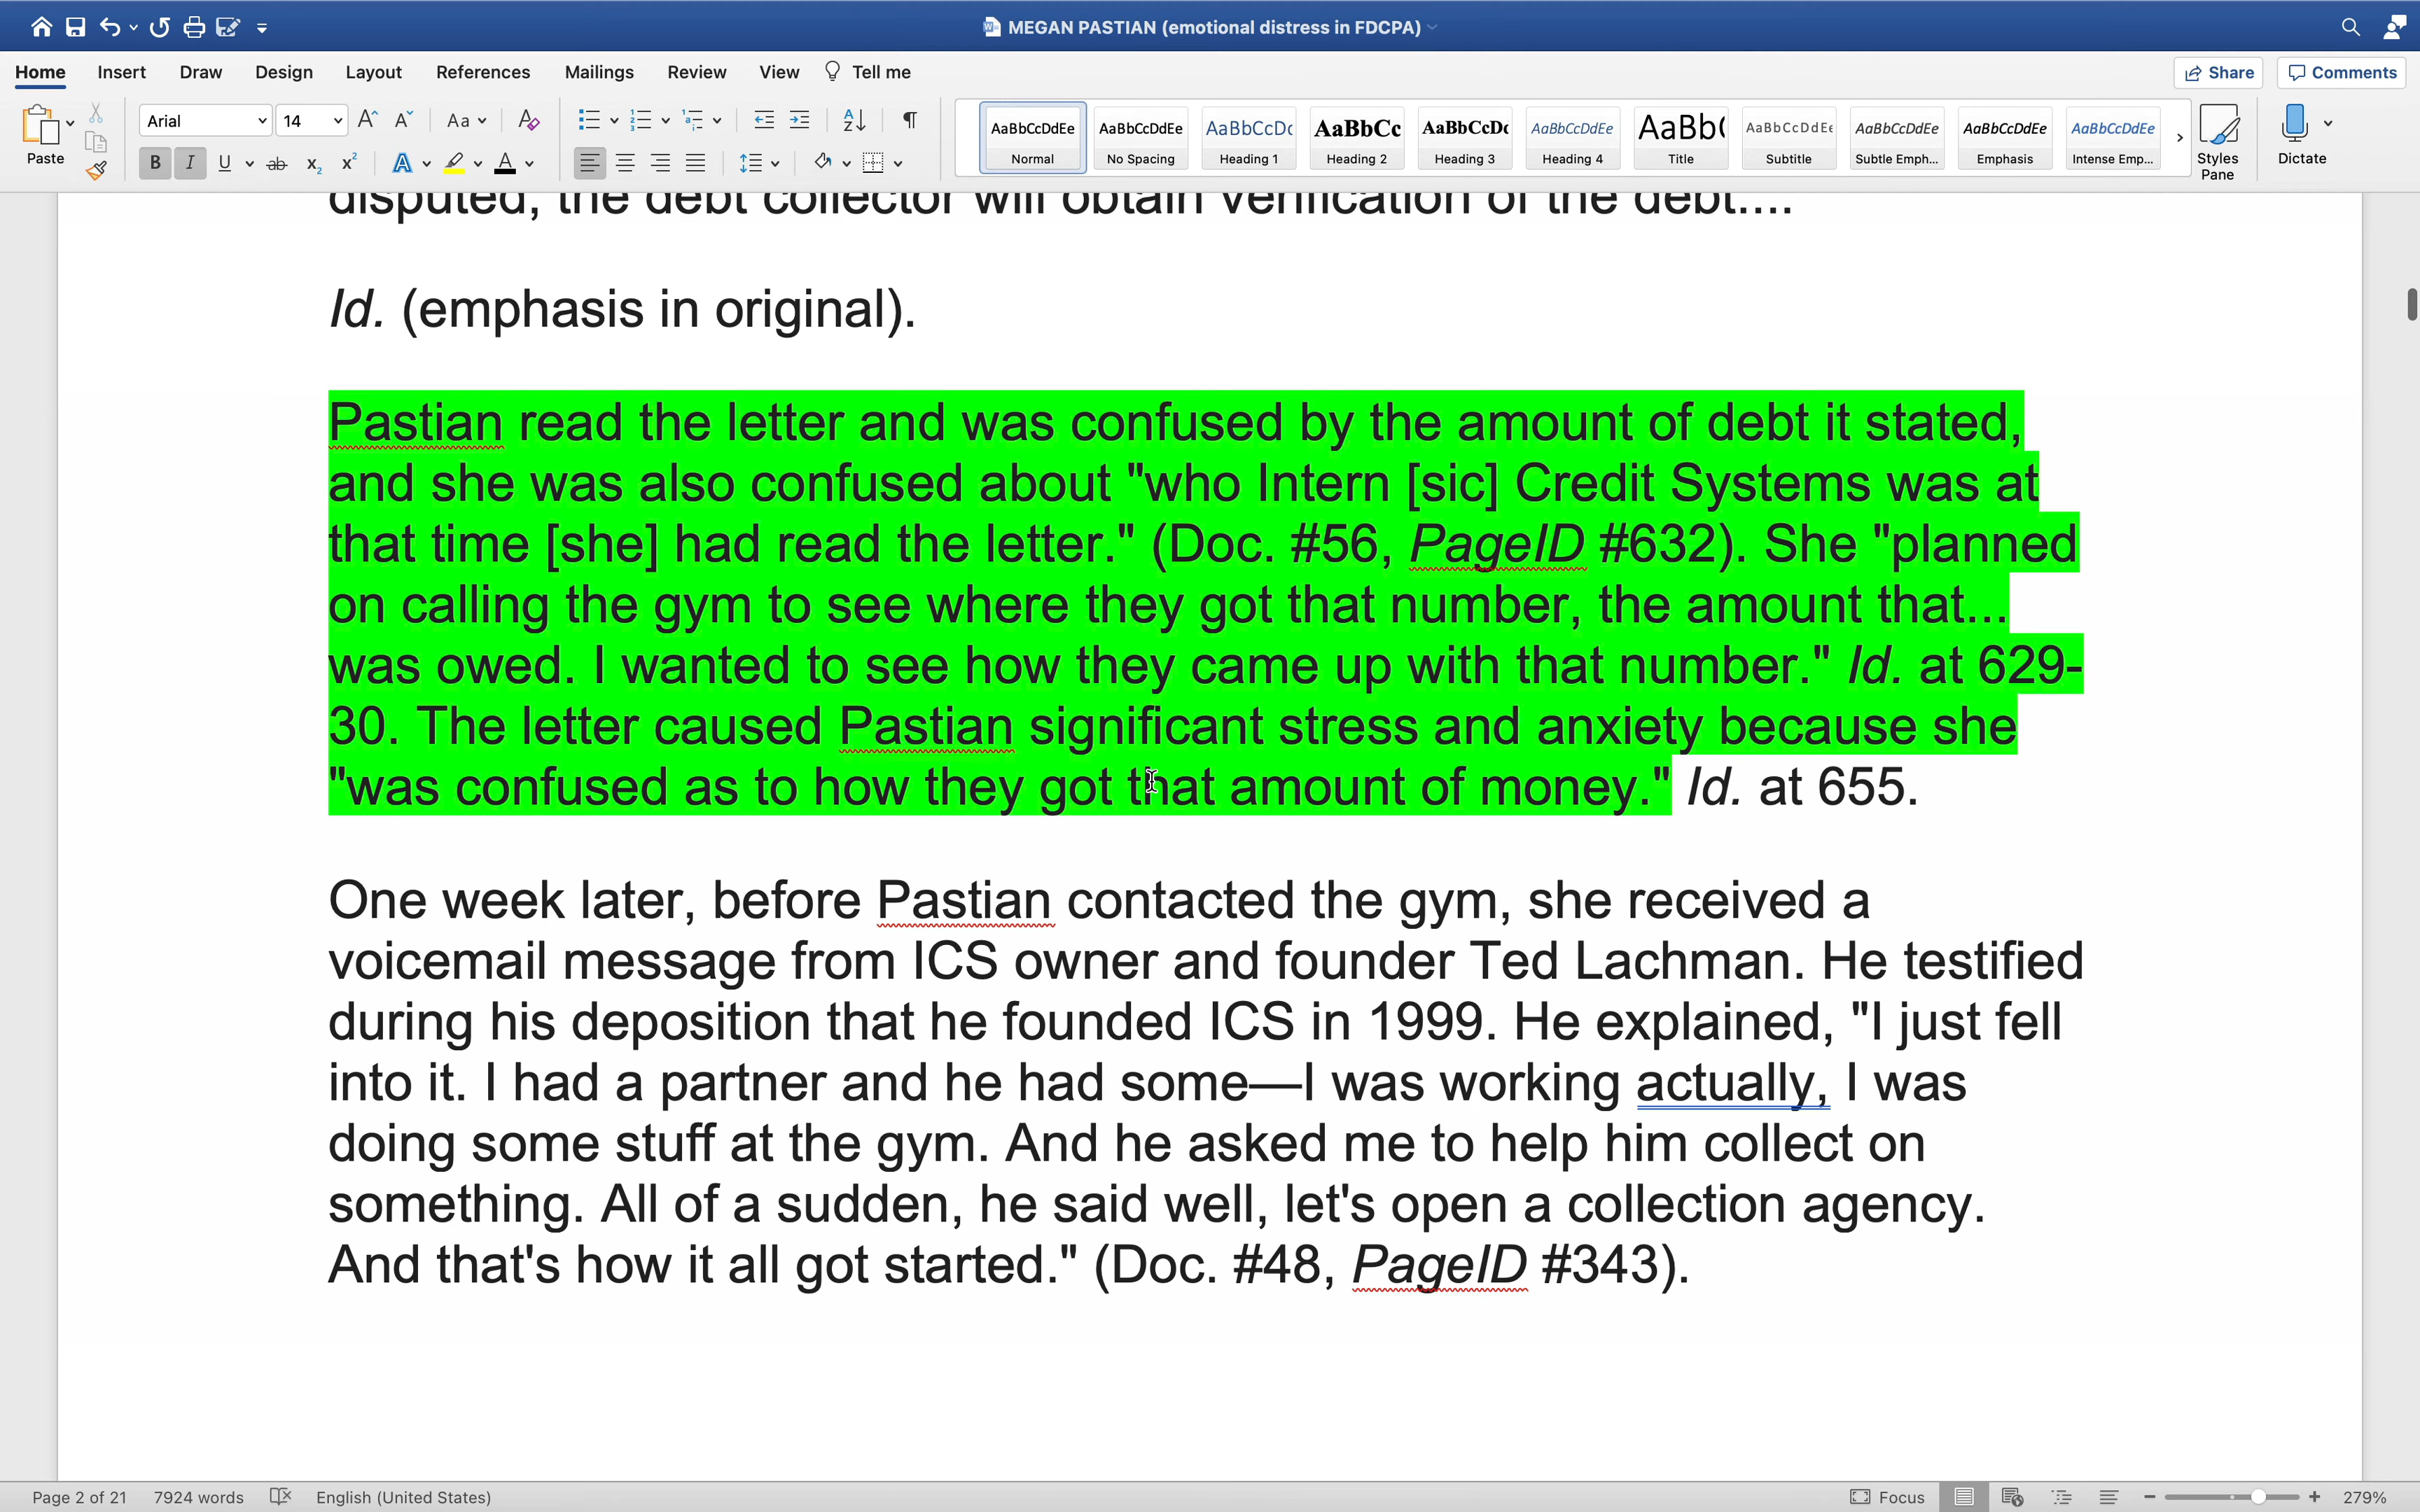 MEGAN PASTIAN (emotional distress in FDCPA)
Home Insert Draw Design Layout References Mailings Review View Tell me Share Comments
Paste Arial 14 Aa AaBbCcDdEe AaBbCcDdEe AaBbCcDc AaBbCc AaBbCcDc AaBbCcDdEe AaBb( AaBbCcDdEe AaBbCcDdEe AaBbCcDdEe AaBbCcDdEe
Normal No Spacing Heading 1 Heading 2 Heading 3 Heading 4 Title Subtitle Subtle Emph... Emphasis Intense Emp... Styles Pane Dictate
disputed, the debt collector will obtain verification of the debt....
Id. (emphasis in original).
Pastian read the letter and was confused by the amount of debt it stated,
and she was also confused about "who Intern [sic] Credit Systems was at
that time [she] had read the letter." (Doc. #56, PageID #632). She "planned
on calling the gym to see where they got that number, the amount that...
was owed. I wanted to see how they came up with that number." Id. at 629-
30. The letter caused Pastian significant stress and anxiety because she
"was confused as to how they got that amount of money." Id. at 655.
One week later, before Pastian contacted the gym, she received a
voicemail message from ICS owner and founder Ted Lachman. He testified
during his deposition that he founded ICS in 1999. He explained, "I just fell
into it. I had a partner and he had some—I was working actually, I was
doing some stuff at the gym. And he asked me to help him collect on
something. All of a sudden, he said well, let's open a collection agency.
And that's how it all got started." (Doc. #48, PageID #343).
Page 2 of 21 7924 words English (United States) Focus 279%